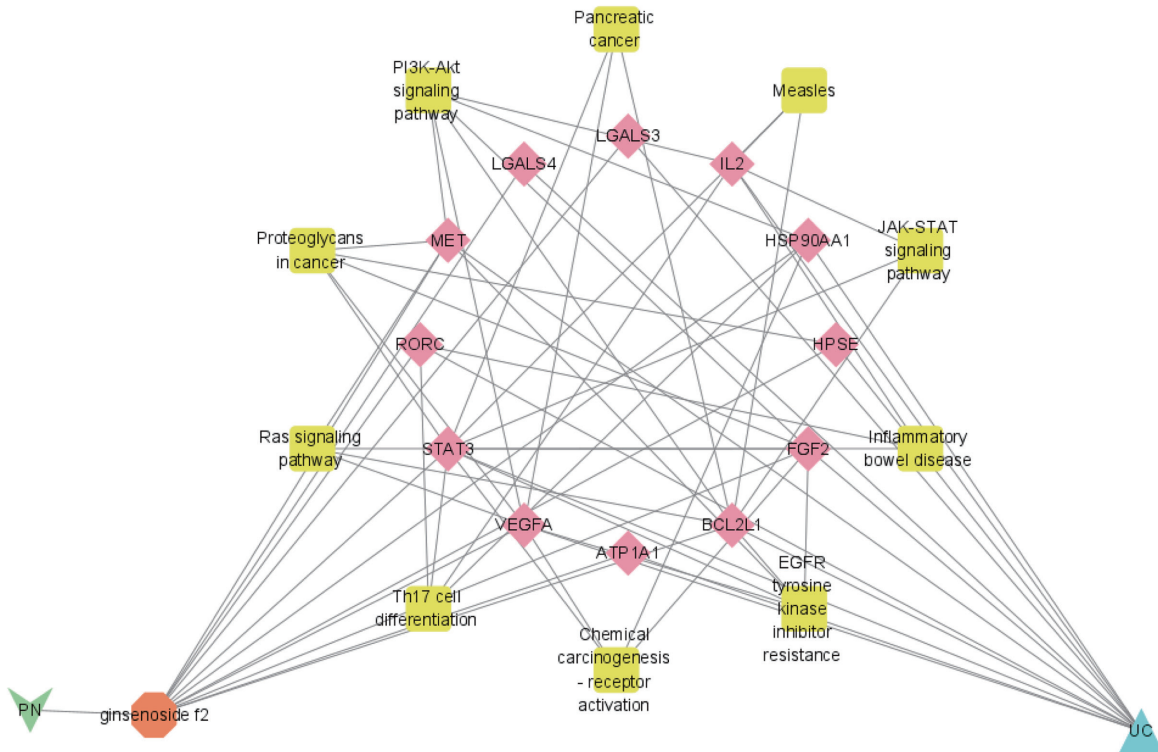 Pancreatic
cancer
PI3K-Akt
signaling
pathway
Measles
LGALS3
LGALS4
IL2
Proteoglycans
in cancer
MET
HSP90AA1
JAK-STAT
signaling
pathway
RORC
HPSE
Ras signaling
pathway
STAT3
FGF2
Inflammatory
bowel disease
VEGFA
ATP1A1
BCL2L1
Th17 cell
differentiation
EGFR
tyrosine
kinase
inhibitor
resistance
Chemical
carcinogenesis
- receptor
activation
PN
ginsenoside f2
UC